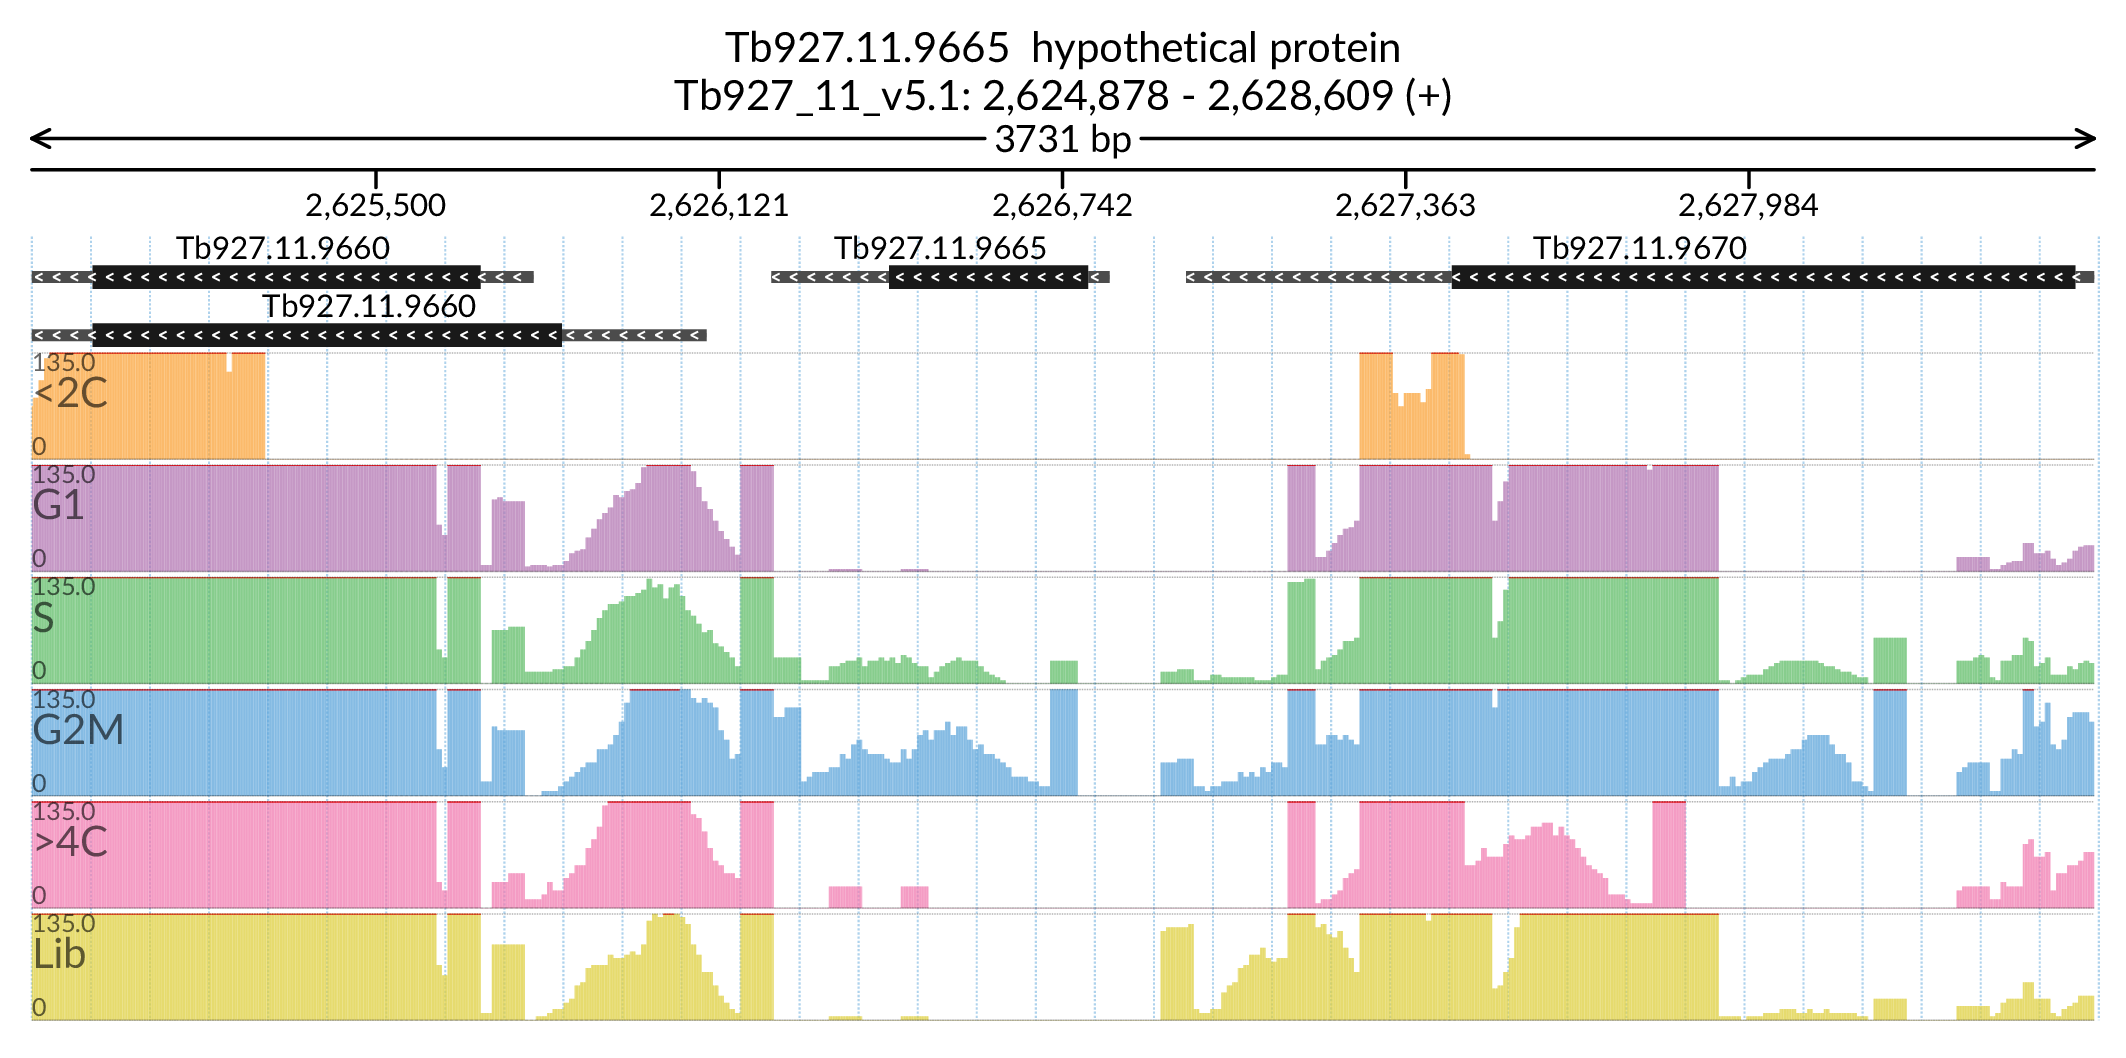 Tb927.11.9665  hypothetical protein
Tb927_11_v5.1: 2,624,878 - 2,628,609 (+)
3731 bp
2,625,500 2,626,121 2,626,742 2,627,363 2,627,984
Tb927.11.9660 Tb927.11.9665 Tb927.11.9670
Tb927.11.9660
135.0
<2C
0
135.0
G1
0
135.0
S
0
135.0
G2M
0
135.0
>4C
0
135.0
Lib
0